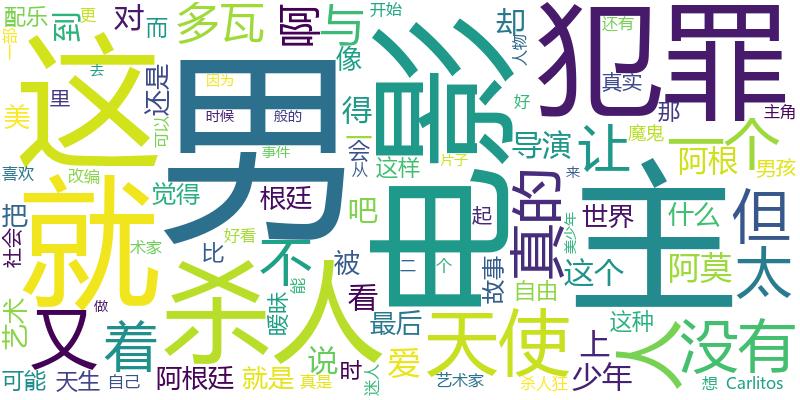 配乐
到
对
而
多瓦
啊
与
开始
却
人物
犯罪
还有
舘
一
像
真实
那
好
主角
这
男
电影
美
里
还是
因为
得
一
会
导演
让
一个
魔鬼
阿根
男孩
可以
时候
般的
从
这样
片子
喜欢
改编
去
事件
觉得
根廷
吧
起
真的
来
世界
什么
但
把
就
主
社会
术家
好看
比
不
被
二
个
故事
美少年
这个
阿莫
太
艺术
又
着
做
杀人
能
暧昧
看
最后
自由
天使
上
这种
人
没有
可能
天生
自己
阿根廷
就是
说
真是
时
迷人
爱
艺术家
少年
杀人狂
想
Carlitos
更